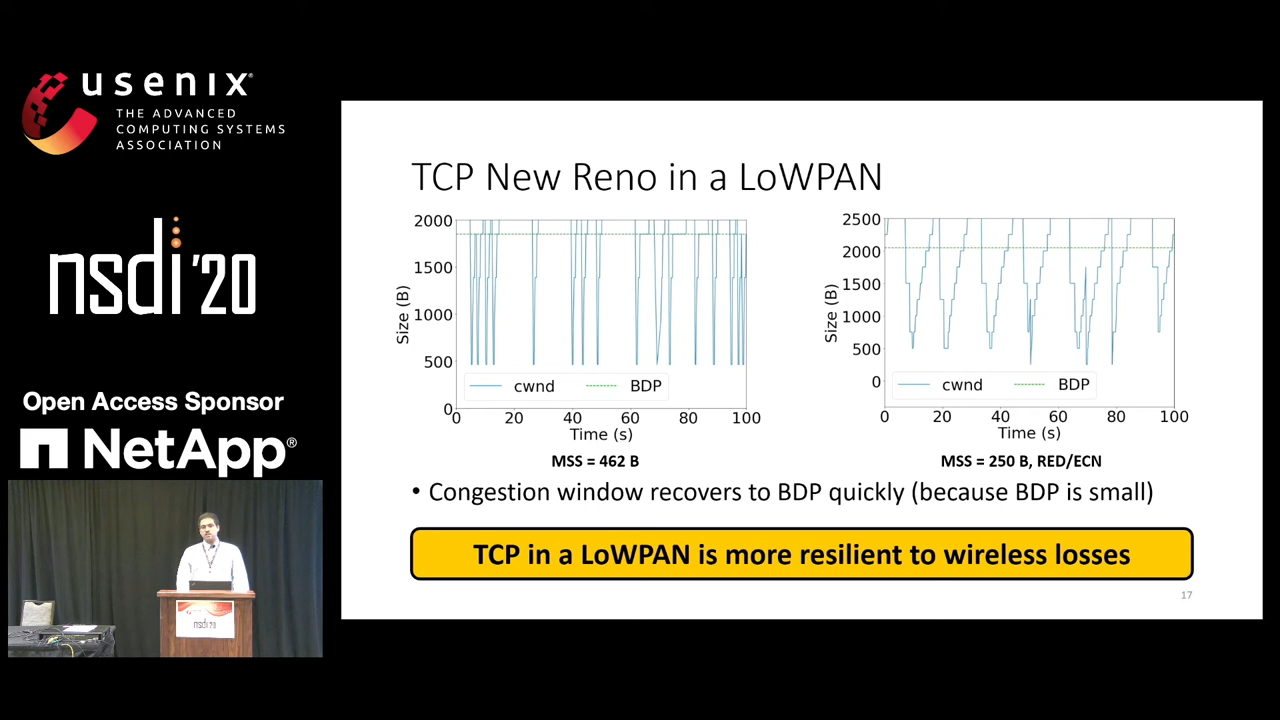 usenix®
THE ADVANCED
COMPUTING SYSTEMS
ASSOCIATION
nsdi '20
Open Access Sponsor
NetApp®
nsdi'20
TCP New Reno in a LoWPAN
2000
1500
1000
500
0
Size (B)
cwnd
BDP
0
20
40
60
80
100
Time (s)
MSS = 462 B
2500
2000
1500
1000
500
0
Size (B)
cwnd
BDP
0
20
40
60
80
100
Time (s)
MSS = 250 B, RED/ECN
• Congestion window recovers to BDP quickly (because BDP is small)
TCP in a LoWPAN is more resilient to wireless losses
17